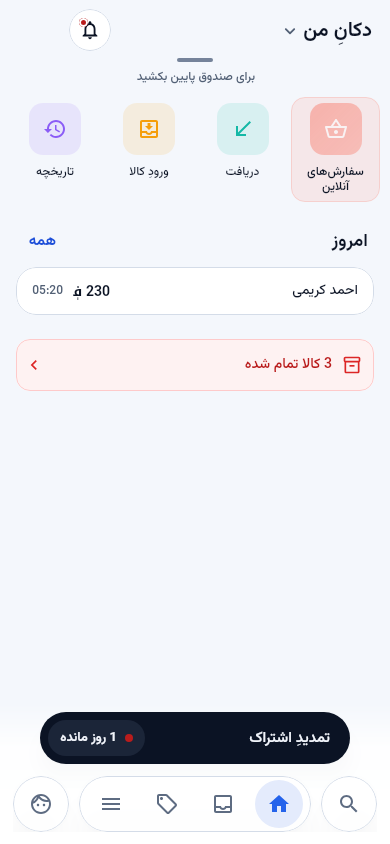 دکانِ من
برای صندوق پایین بکشید
سفارش‌های آنلاین
دریافت
ورودِ کالا
تاریخچه
امروز
همه
احمد کریمی
230 ؋
05:20
3 کالا تمام شده
تمدیدِ اشتراک
1 روز مانده